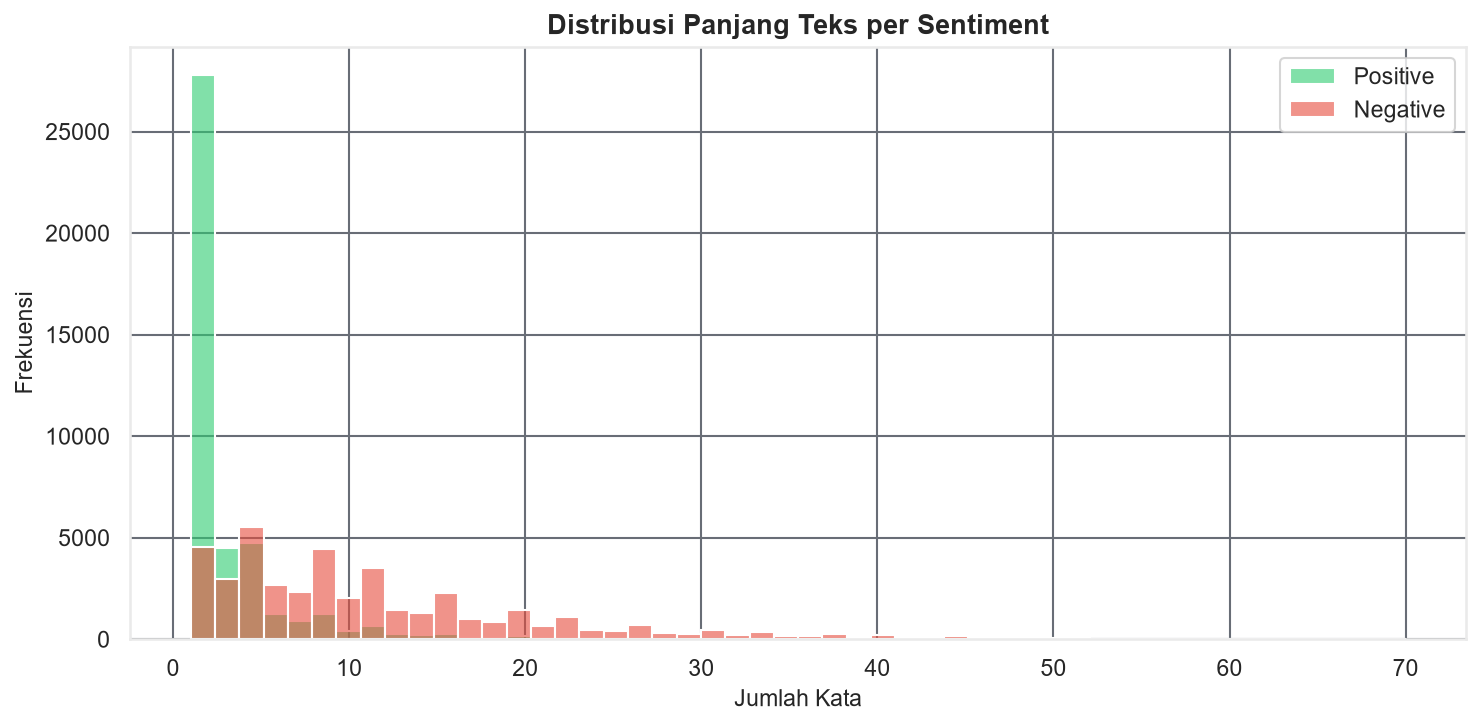 Distribusi Panjang Teks per Sentiment
Positive
Negative
Frekuensi
25000
20000
15000
10000
5000
0
0 10 20 30 40 50 60 70
Jumlah Kata